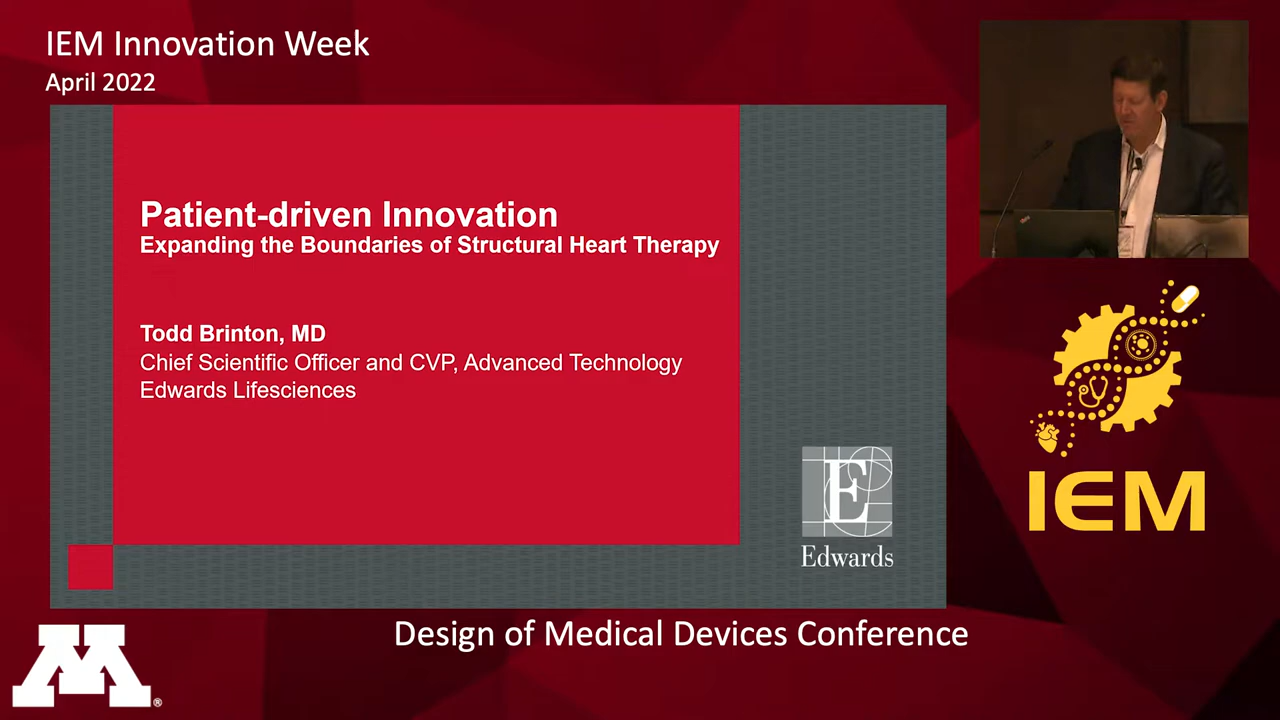 IEM Innovation Week
April 2022
Patient-driven Innovation
Expanding the Boundaries of Structural Heart Therapy
Todd Brinton, MD
Chief Scientific Officer and CVP, Advanced Technology
Edwards Lifesciences
E
Edwards
IEM
Design of Medical Devices Conference
M
®